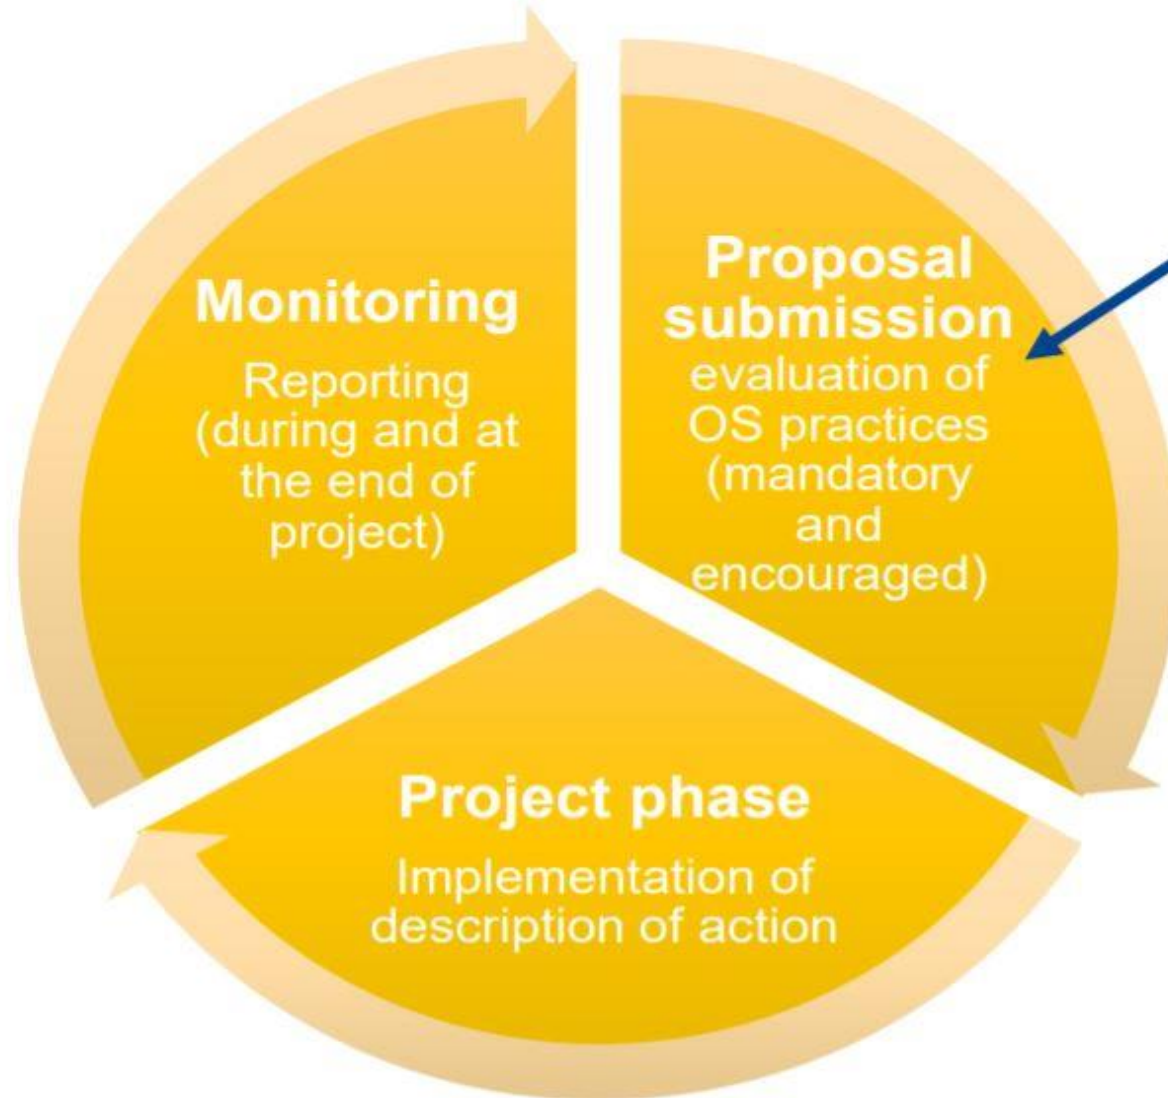 Proposal
submission
evaluation of
OS practices
(mandatory
and
encouraged)
Project phase
Implementation of
description of action
Monitoring
Reporting
(during and at
the end of
project)